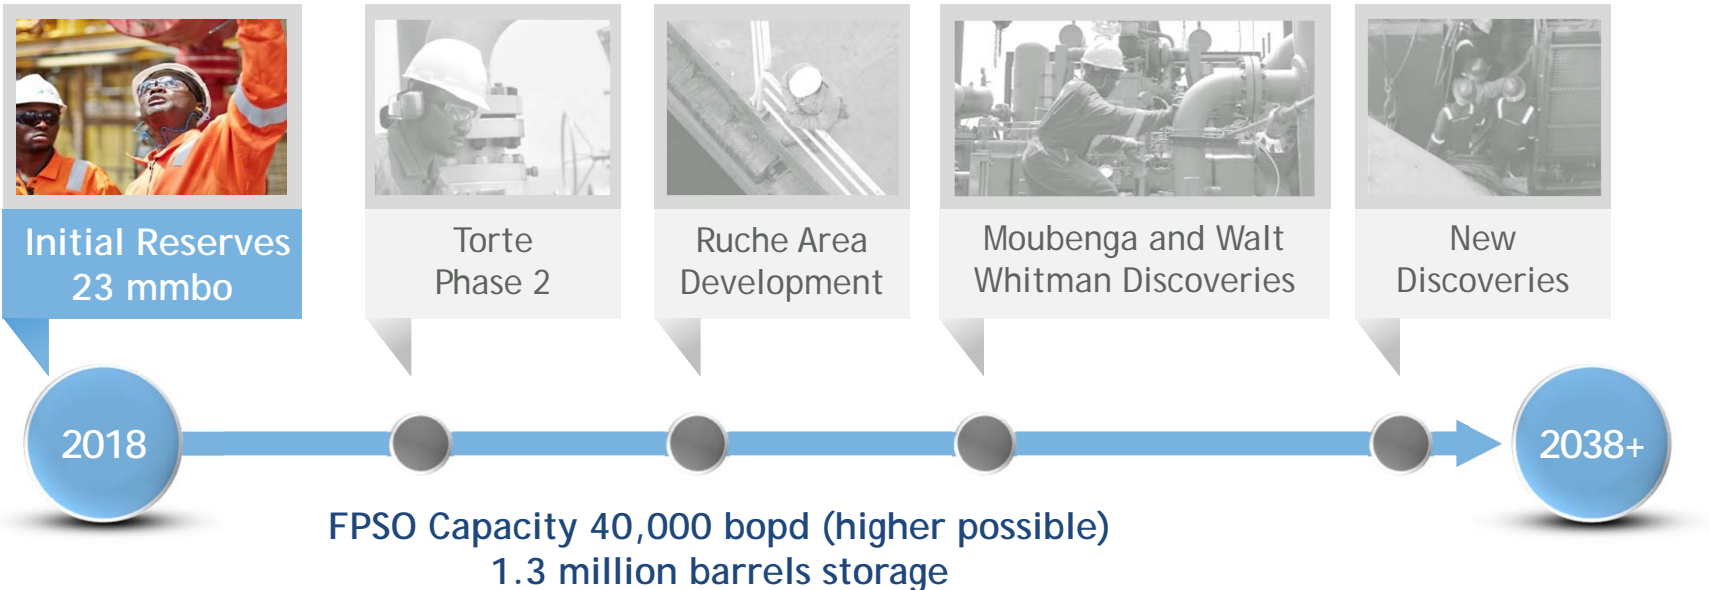 Initial Reserves
23 mmbo
Torte
Phase 2
Ruche Area
Development
Moubenga and Walt
Whitman Discoveries
New
Discoveries
2018
2038+
FPSO Capacity 40,000 bopd (higher possible)
1.3 million barrels storage